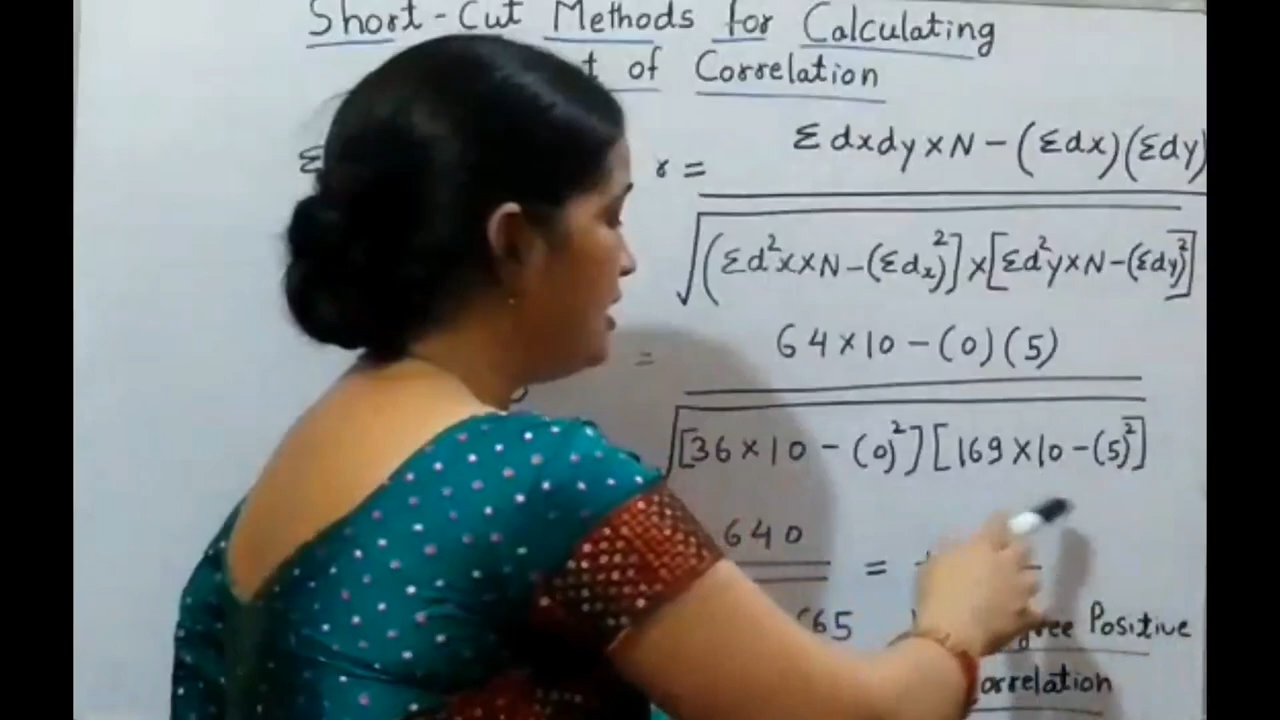 Short-Cut Methods for Calculating
t of Correlation
Σ
r = Σdxdy×N-(Σdx)(Σdy)
√(Σd²x×N-(Σdx)²]×[Σd²y×N-(Σdy)²]
= 64×10-(0)(5)
√[36×10-(0)²][169×10-(5)²]
640 =
665
Positive
orrelation